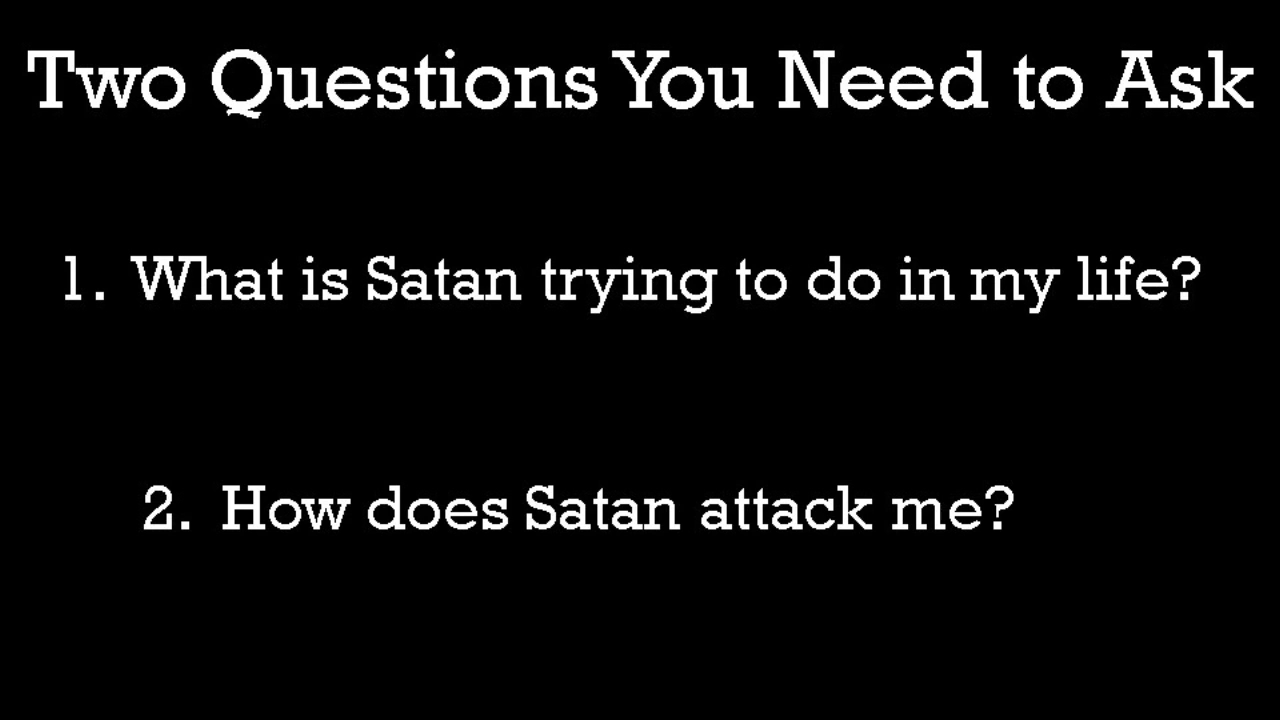 Two Questions You Need to Ask
1. What is Satan trying to do in my life?
2. How does Satan attack me?